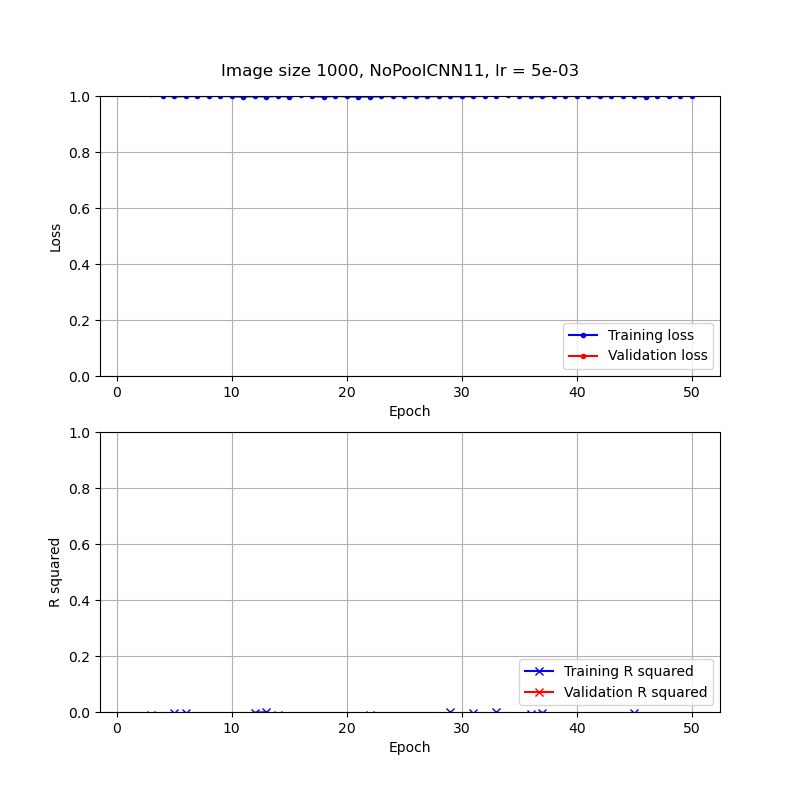 Image size 1000, NoPoolCNN11, lr = 5e-03
1.0
0.8
0.6
0.4
0.2
0.0
Loss
Training loss
Validation loss
0 10 20 30 40 50
Epoch
1.0
0.8
0.6
0.4
0.2
0.0
R squared
Training R squared
Validation R squared
0 10 20 30 40 50
Epoch